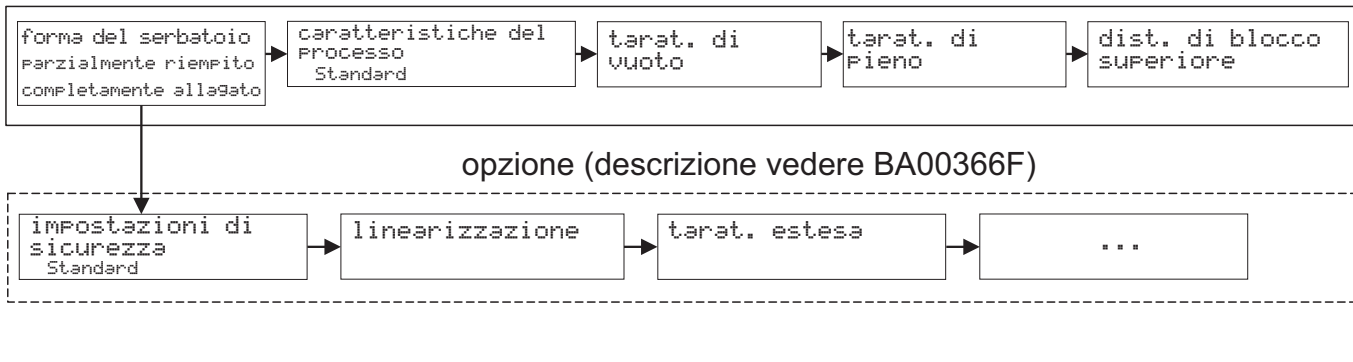 forma del serbatoio
parzialmente riempito
completamente allagato
caratteristiche del
processo
Standard
tarat. di
vuoto
tarat. di
pieno
dist. di blocco
superiore
opzione (descrizione vedere BA00366F)
impostazioni di
sicurezza
Standard
linearizzazione
tarat. estesa
...